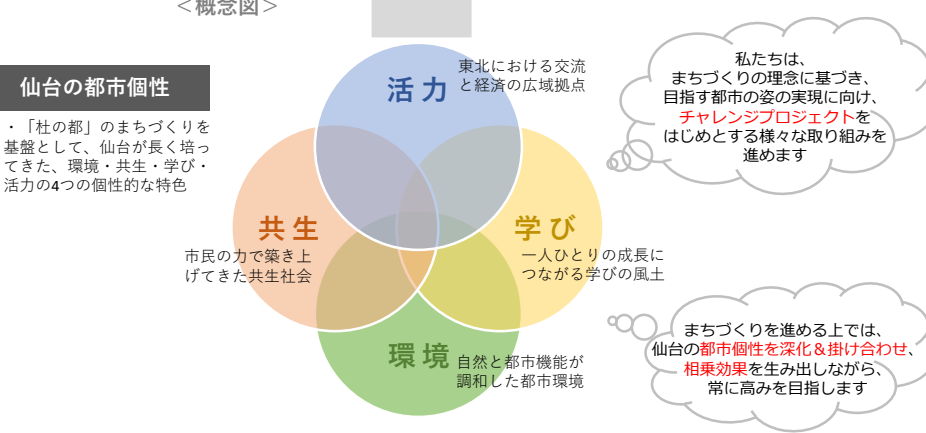 ＜概念図＞
仙台の都市個性
・「杜の都」のまちづくりを
基盤として、仙台が長く培っ
てきた、環境・共生・学び・
活力の4つの個性的な特色
活力
東北における交流
と経済の広域拠点
共生
市民の力で築き上
げてきた共生社会
学び
一人ひとりの成長に
つながる学びの風土
環境
自然と都市機能が
調和した都市環境
私たちは、
まちづくりの理念に基づき、
目指す都市の姿の実現に向け、
チャレンジプロジェクトを
はじめとする様々な取り組みを
進めます
まちづくりを進める上では、
仙台の都市個性を深化＆掛け合わせ、
相乗効果を生み出しながら、
常に高みを目指します